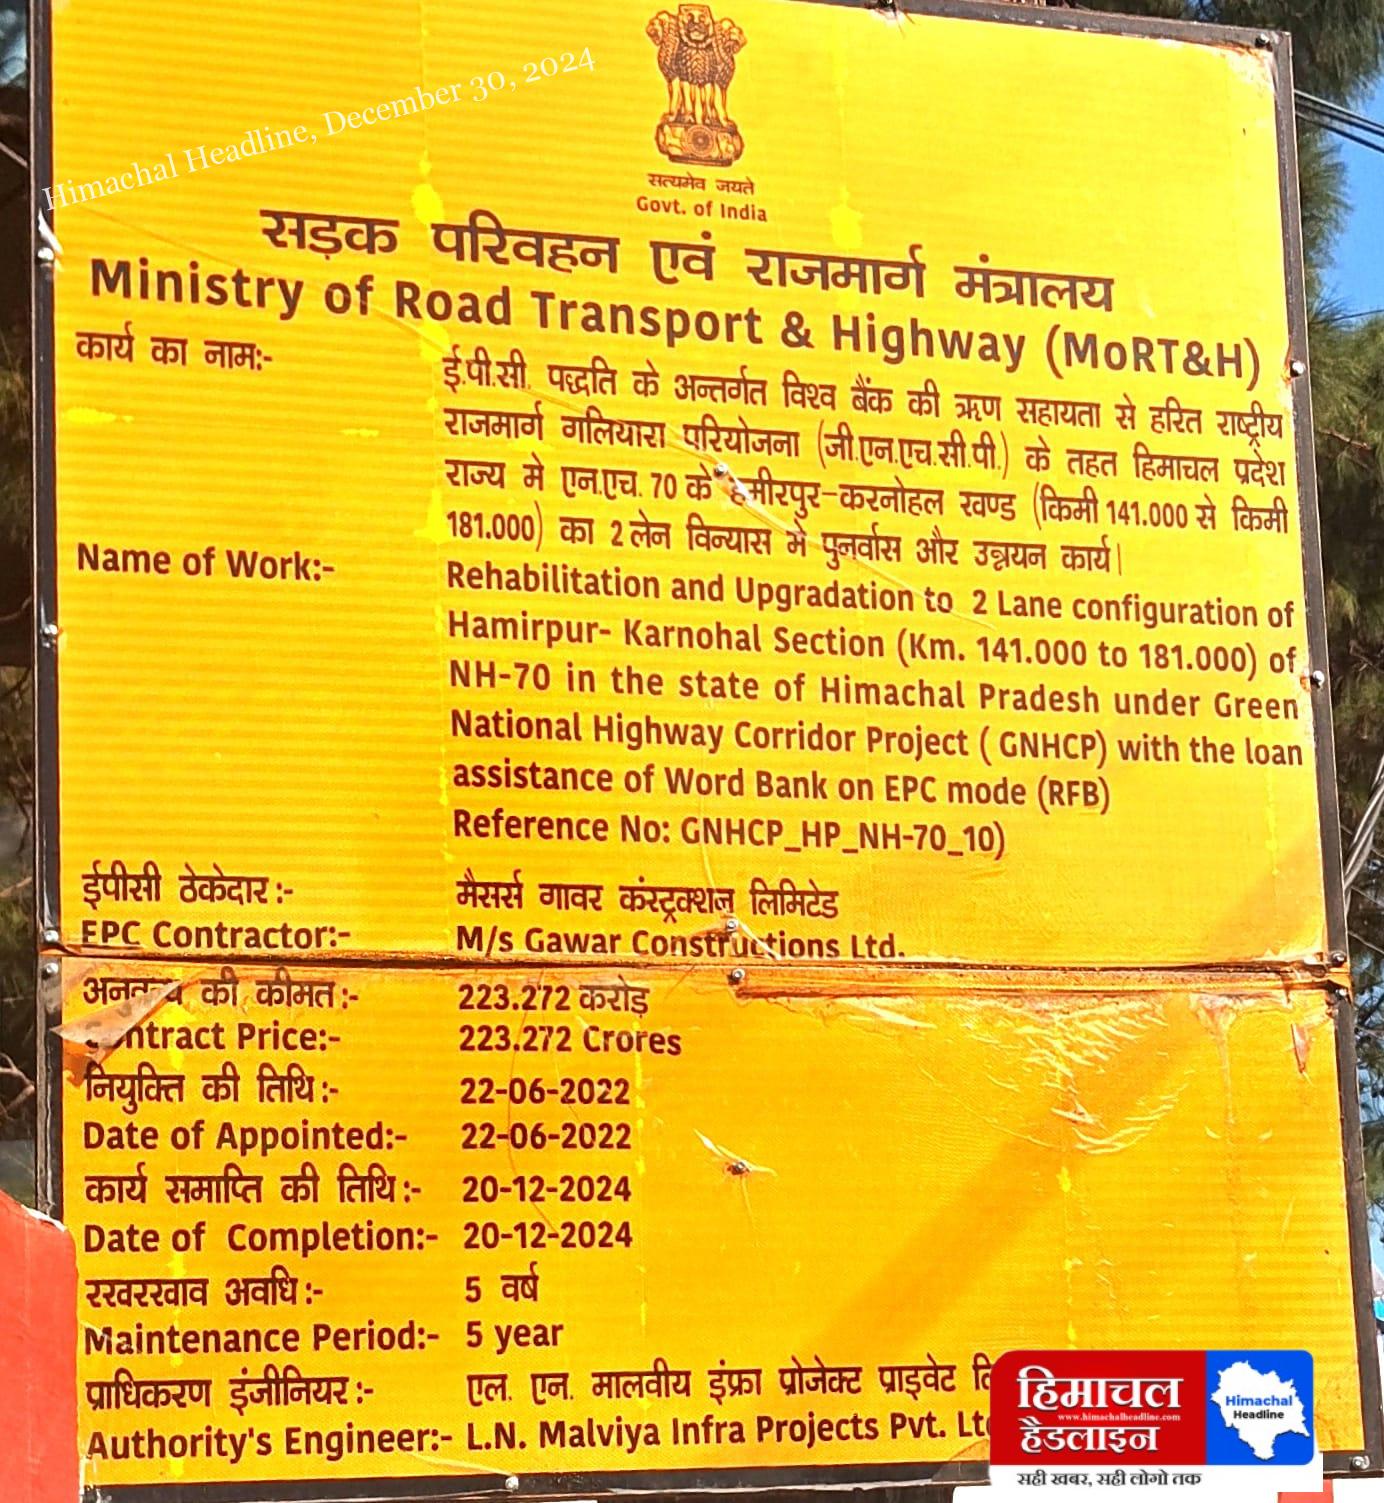 Himachal Headline, December 30, 2024
सत्यमेव जयते
Govt. of India
सड़क परिवहन एवं राजमार्ग मंत्रालय
Ministry of Road Transport & Highway (MoRT&H)
कार्य का नाम:- ई.पी.सी. पद्धति के अन्तर्गत विश्व बैंक की ऋण सहायता से हरित राष्ट्रीय
राजमार्ग गलियारा परियोजना (जी.एन.एच.सी.पी.) के तहत हिमाचल प्रदेश
राज्य मे एन.एच. 70 के हमीरपुर-करनोहल खण्ड (किमी 141.000 से किमी
181.000) का 2 लेन विन्यास में पुनर्वास और उन्नयन कार्य|
Name of Work:- Rehabilitation and Upgradation to 2 Lane configuration of
Hamirpur- Karnohal Section (Km. 141.000 to 181.000) of
NH-70 in the state of Himachal Pradesh under Green
National Highway Corridor Project ( GNHCP) with the loan
assistance of Word Bank on EPC mode (RFB)
Reference No: GNHCP_HP_NH-70_10)
ईपीसी ठेकेदार :- मैसर्स गावर कंस्ट्रक्शन लिमिटेड
EPC Contractor:- M/s Gawar Constructions Ltd.
की कीमत :- 223.272 करोड़
Contract Price:- 223.272 Crores
नियुक्ति की तिथि :- 22-06-2022
Date of Appointed:- 22-06-2022
कार्य समाप्ति की तिथि :- 20-12-2024
Date of Completion:- 20-12-2024
रखरखाव अवधि :- 5 वर्ष
Maintenance Period:- 5 year
प्राधिकरण इंजीनियर :- एल. एन. मालवीय इंफ्रा प्रोजेक्ट प्राइवेट
Authority's Engineer:- L.N. Malviya Infra Projects Pvt.
हिमाचल
www.himachalheadline.com
हैडलाइन
Himachal
Headline
सही खबर, सही लोगो तक